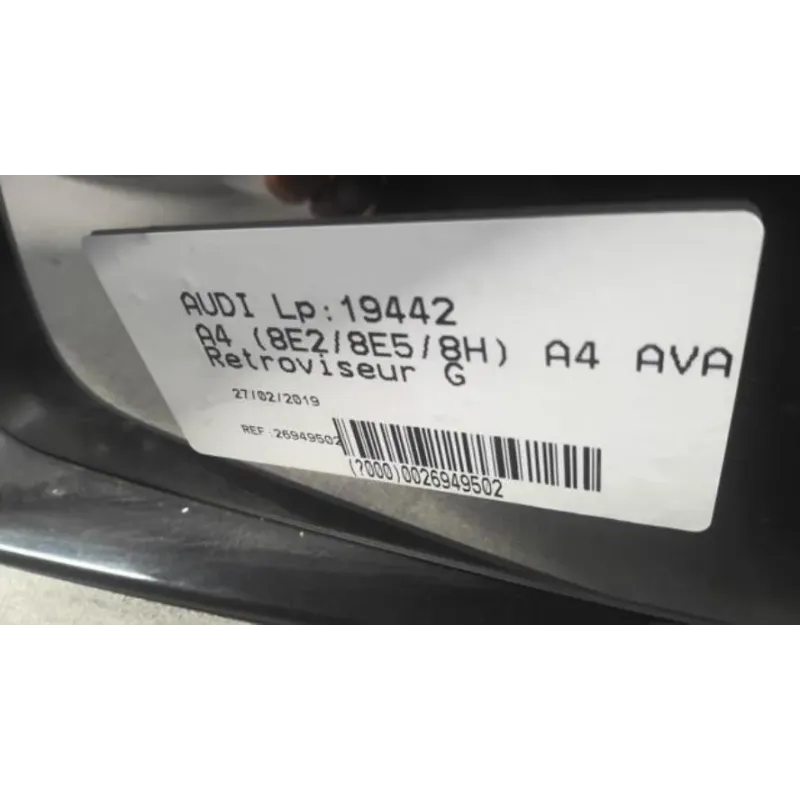 AUDI Lp:19442
A4 (8E2/8E5/8H) A4 AVA
Retroviseur G
27/02/2019
REF :26949502
(?000)0026949502